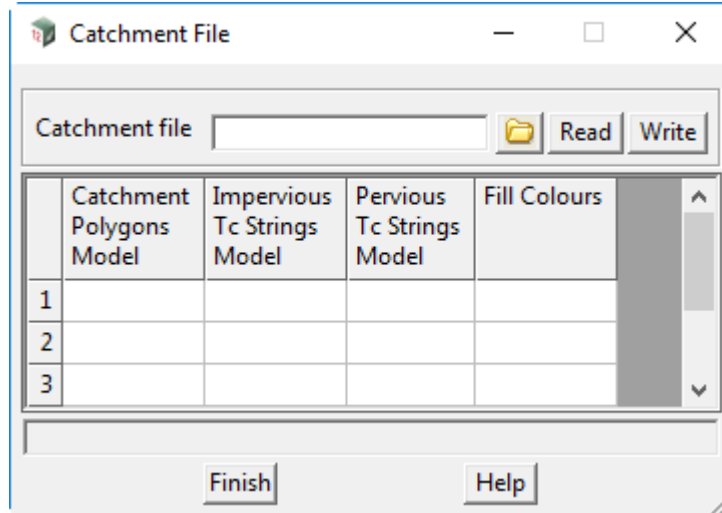 Catchment File
Catchment file Read Write
Catchment Polygons Model Impervious Tc Strings Model Pervious Tc Strings Model Fill Colours
1
2
3
Finish Help